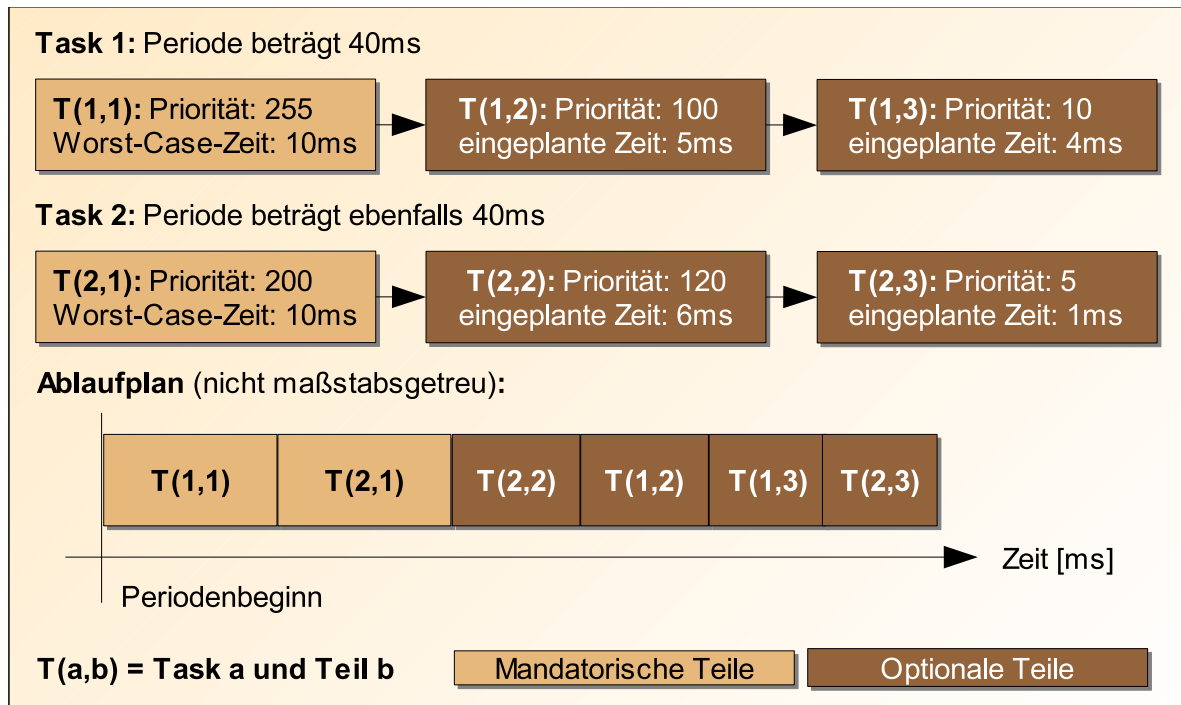 Task 1: Periode beträgt 40ms
T(1,1): Priorität: 255
Worst-Case-Zeit: 10ms
T(1,2): Priorität: 100
eingeplante Zeit: 5ms
T(1,3): Priorität: 10
eingeplante Zeit: 4ms
Task 2: Periode beträgt ebenfalls 40ms
T(2,1): Priorität: 200
Worst-Case-Zeit: 10ms
T(2,2): Priorität: 120
eingeplante Zeit: 6ms
T(2,3): Priorität: 5
eingeplante Zeit: 1ms
Ablaufplan (nicht maßstabsgetreu):
T(1,1)
T(2,1)
T(2,2)
T(1,2)
T(1,3)
T(2,3)
Zeit [ms]
Periodenbeginn
T(a,b) = Task a und Teil b
Mandatorische Teile
Optionale Teile